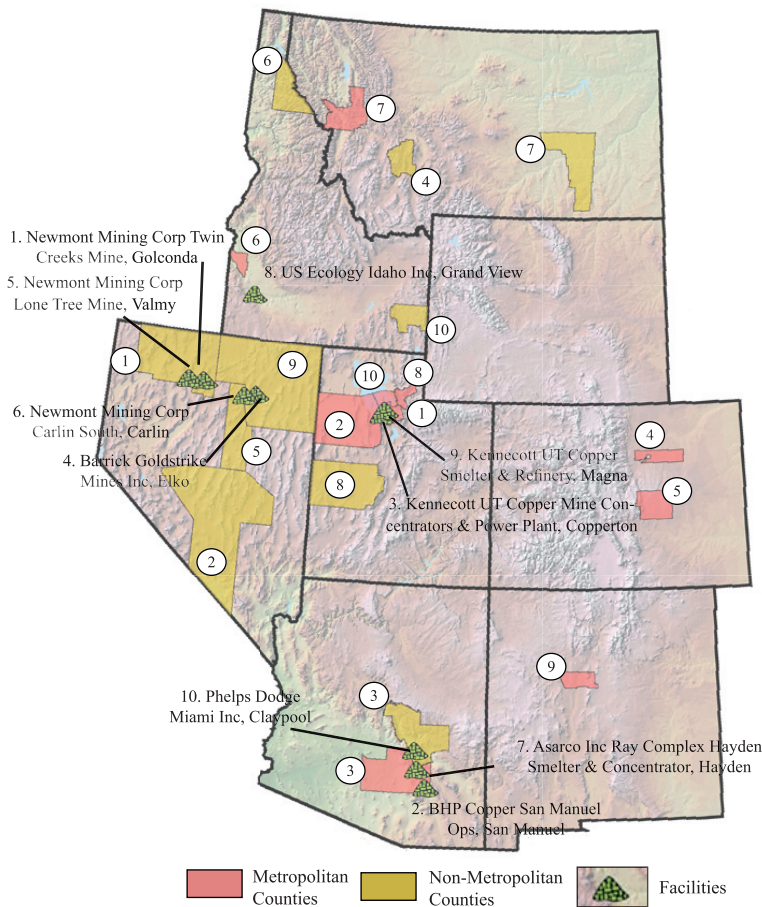 6
7
7
4
1. Newmont Mining Corp Twin
Creeks Mine, Golconda
6
8. US Ecology Idaho Inc, Grand View
5. Newmont Mining Corp
Lone Tree Mine, Valmy
10
1
9
10
8
6. Newmont Mining Corp
Carlin South, Carlin
2
1
4
4. Barrick Goldstrike
Mines Inc, Elko
5
9. Kennecott UT Copper
Smelter & Refinery, Magna
8
5
3. Kennecott UT Copper Mine Con-
centrators & Power Plant, Copperton
2
9
10. Phelps Dodge
Miami Inc, Claypool
3
3
7. Asarco Inc Ray Complex Hayden
Smelter & Concentrator, Hayden
2. BHP Copper San Manuel
Ops, San Manuel
Metropolitan
Counties
Non-Metropolitan
Counties
Facilities